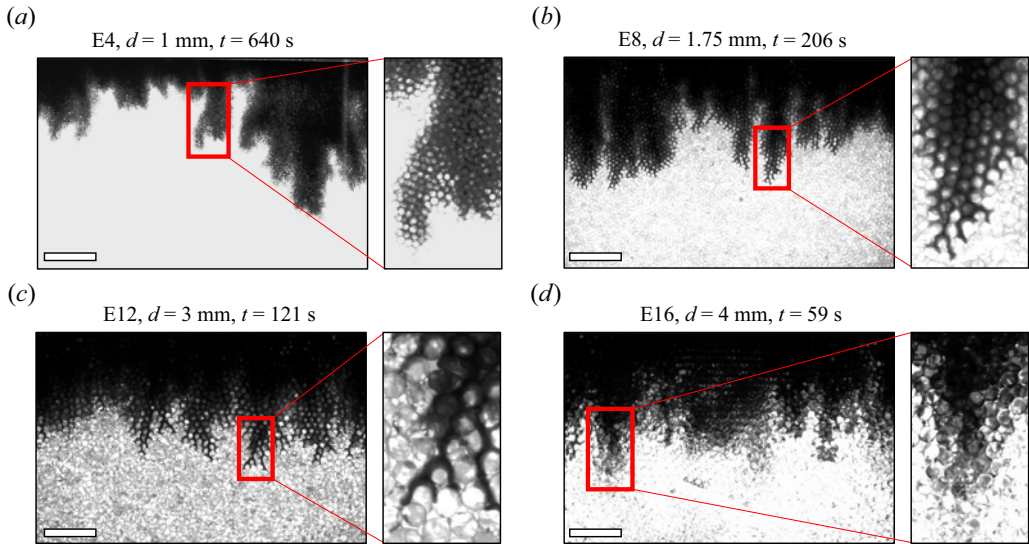 (a)
E4, d = 1 mm, t = 640 s
(b)
E8, d = 1.75 mm, t = 206 s
(c)
E12, d = 3 mm, t = 121 s
(d)
E16, d = 4 mm, t = 59 s